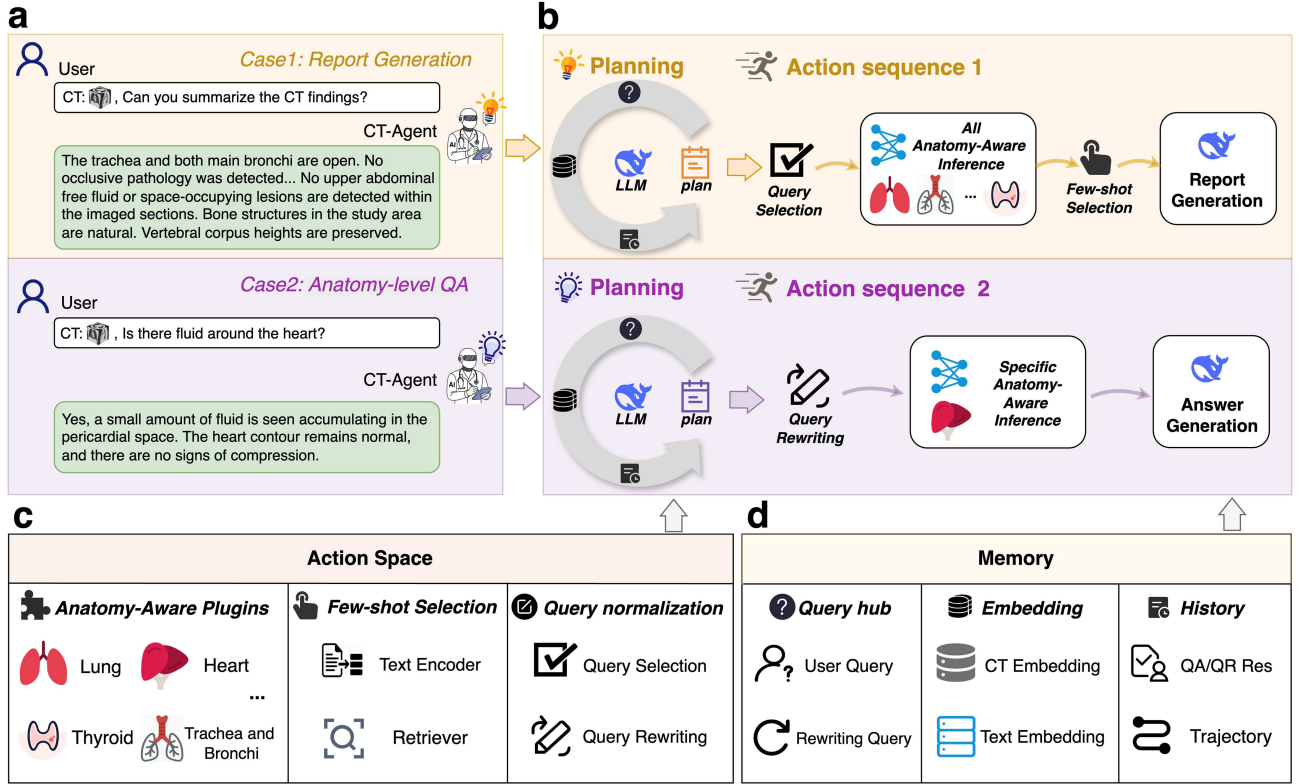 a
Case1: Report Generation
User
CT: , Can you summarize the CT findings?
CT-Agent
AI
The trachea and both main bronchi are open. No
occlusive pathology was detected... No upper abdominal
free fluid or space-occupying lesions are detected within
the imaged sections. Bone structures in the study area
are natural. Vertebral corpus heights are preserved.
Case2: Anatomy-level QA
User
CT: , Is there fluid around the heart?
CT-Agent
AI
Yes, a small amount of fluid is seen accumulating in the
pericardial space. The heart contour remains normal,
and there are no signs of compression.
b
Planning
Action sequence 1
?
LLM
plan
Query
Selection
All
Anatomy-Aware
Inference
...
Few-shot
Selection
Report
Generation
Planning
Action sequence 2
?
LLM
plan
Query
Rewriting
Specific
Anatomy-
Aware
Inference
Answer
Generation
c
Action Space
Anatomy-Aware Plugins
Lung
Heart
...
Thyroid
Trachea and
Bronchi
Few-shot Selection
Text Encoder
Retriever
Query normalization
Query Selection
Query Rewriting
d
Memory
? Query hub
? User Query
Rewriting Query
Embedding
CT Embedding
Text Embedding
History
QA/QR Res
Trajectory